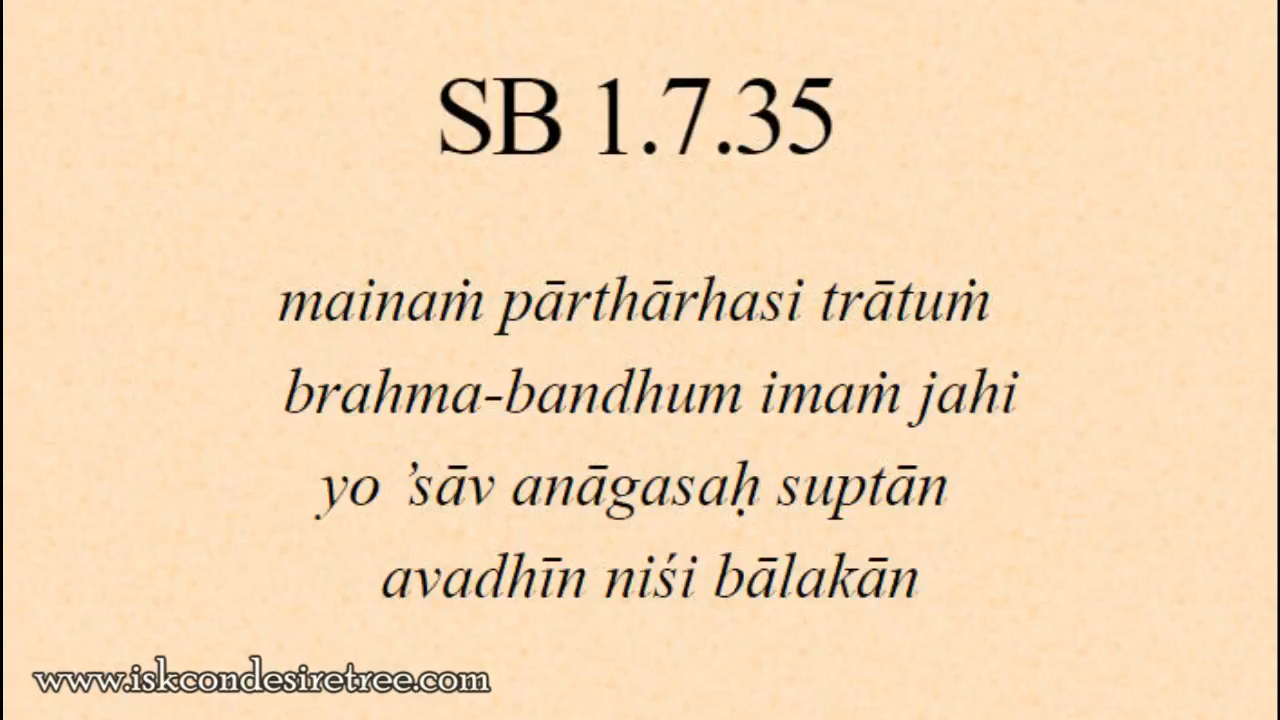 SB 1.7.35
mainaṁ pārthārhasi trātuṁ
brahma-bandhum imaṁ jahi
yo ’sāv anāgasaḥ suptān
avadhīn niśi bālakān
www.iskcondesiretree.com